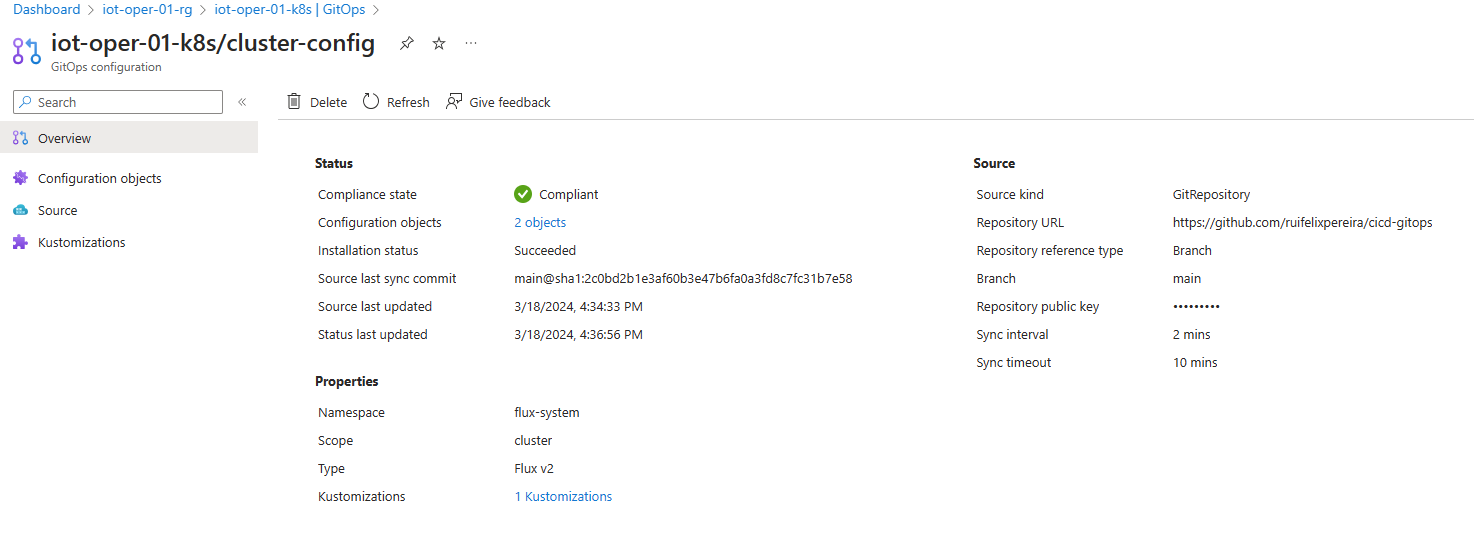 Dashboard > iot-oper-01-rg > iot-oper-01-k8s | GitOps >
iot-oper-01-k8s/cluster-config
GitOps configuration
Search
Delete Refresh Give feedback
Overview
Configuration objects
Source
Kustomizations
Status
Compliance state Compliant
Configuration objects 2 objects
Installation status Succeeded
Source last sync commit main@sha1:2c0bd2b1e3af60b3e47b6fa0a3fd8c7fc31b7e58
Source last updated 3/18/2024, 4:34:33 PM
Status last updated 3/18/2024, 4:36:56 PM
Properties
Namespace flux-system
Scope cluster
Type Flux v2
Kustomizations 1 Kustomizations
Source
Source kind GitRepository
Repository URL https://github.com/ruifelixpereira/cicd-gitops
Repository reference type Branch
Branch main
Repository public key •••••••••
Sync interval 2 mins
Sync timeout 10 mins